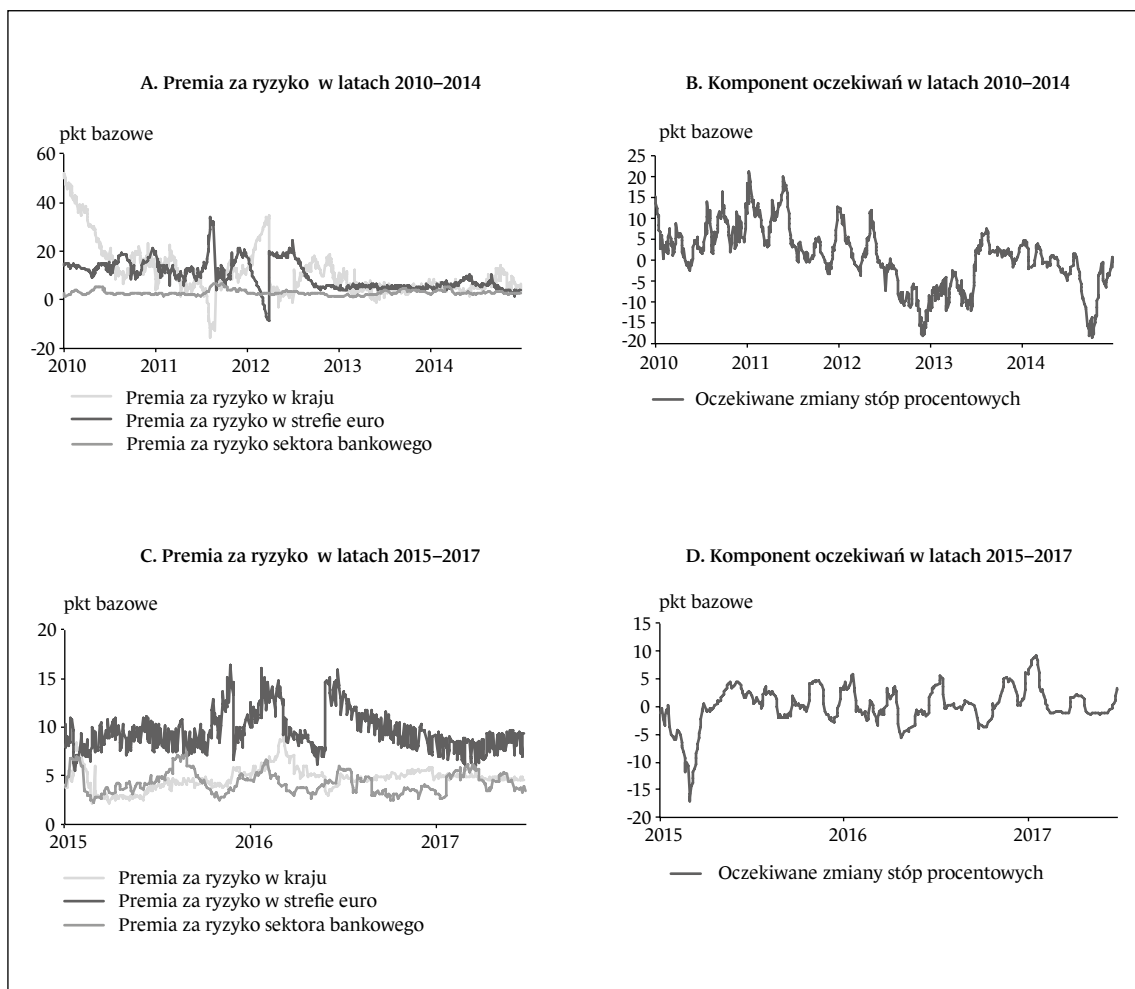 A. Premia za ryzyko w latach 2010–2014
pkt bazowe
60
40
20
0
-20
2010 2011 2012 2013 2014
Premia za ryzyko w kraju
Premia za ryzyko w strefie euro
Premia za ryzyko sektora bankowego
B. Komponent oczekiwań w latach 2010–2014
pkt bazowe
25
20
15
10
5
0
-5
-10
-15
-20
2010 2011 2012 2013 2014
Oczekiwane zmiany stóp procentowych
C. Premia za ryzyko w latach 2015–2017
pkt bazowe
20
15
10
5
0
2015 2016 2017
Premia za ryzyko w kraju
Premia za ryzyko w strefie euro
Premia za ryzyko sektora bankowego
D. Komponent oczekiwań w latach 2015–2017
pkt bazowe
15
10
5
0
-5
-10
-15
-20
2015 2016 2017
Oczekiwane zmiany stóp procentowych